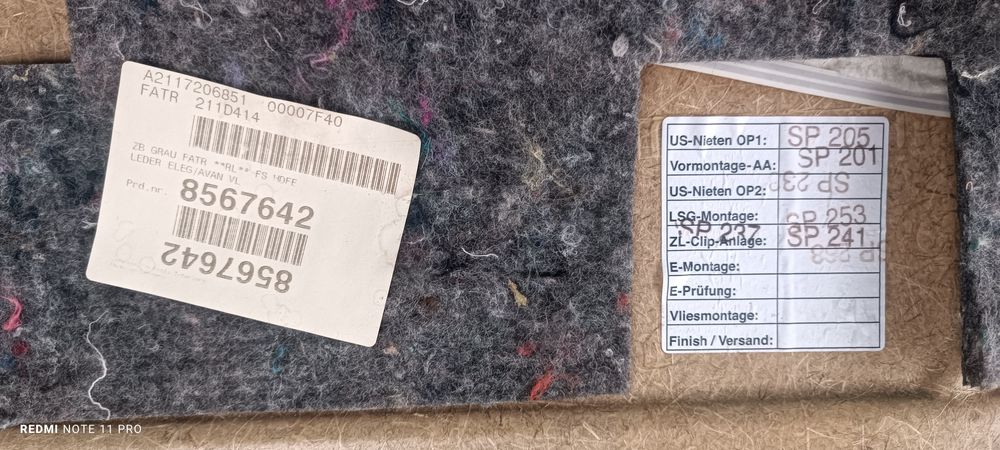 A2117206851 00007F40
FATR 211D414
ZB GRAU FATR **RL** FS
LEDER ELEG/AVAN VL
Prd.nr. 8567642
8567642
US-Nieten OP1: SP 205
Vormontage-AA: SP 201
US-Nieten OP2: SP 232
LSG-Montage: SP 253
SP 237
ZL-Clip-Anlage: SP 241
E-Montage:
E-Prüfung:
Vliesmontage:
Finish / Versand:
REDMI NOTE 11 PRO